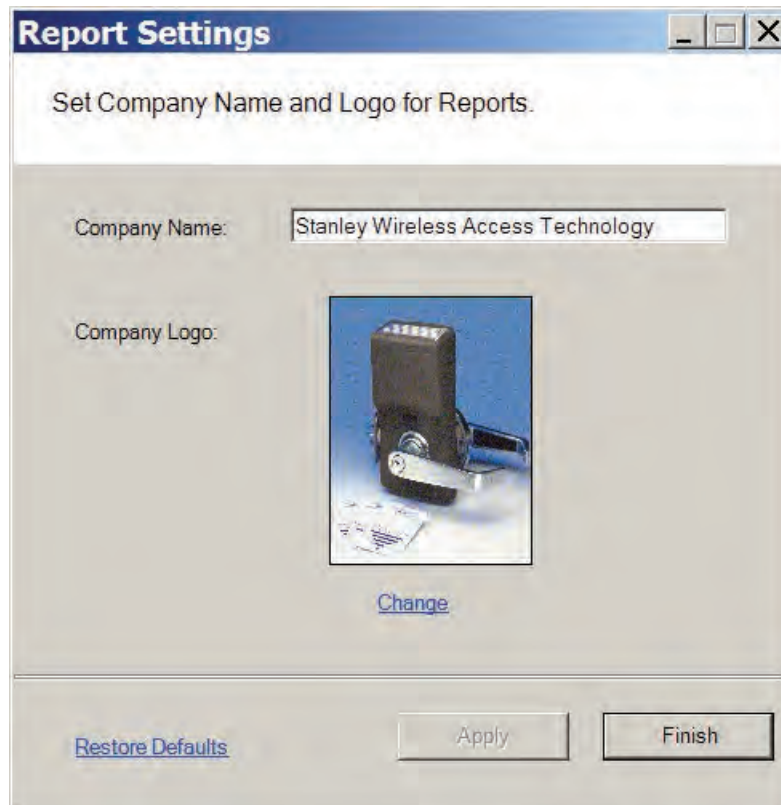 Report Settings
Set Company Name and Logo for Reports.
Company Name: Stanley Wireless Access Technology
Company Logo:
Change
Restore Defaults Apply Finish